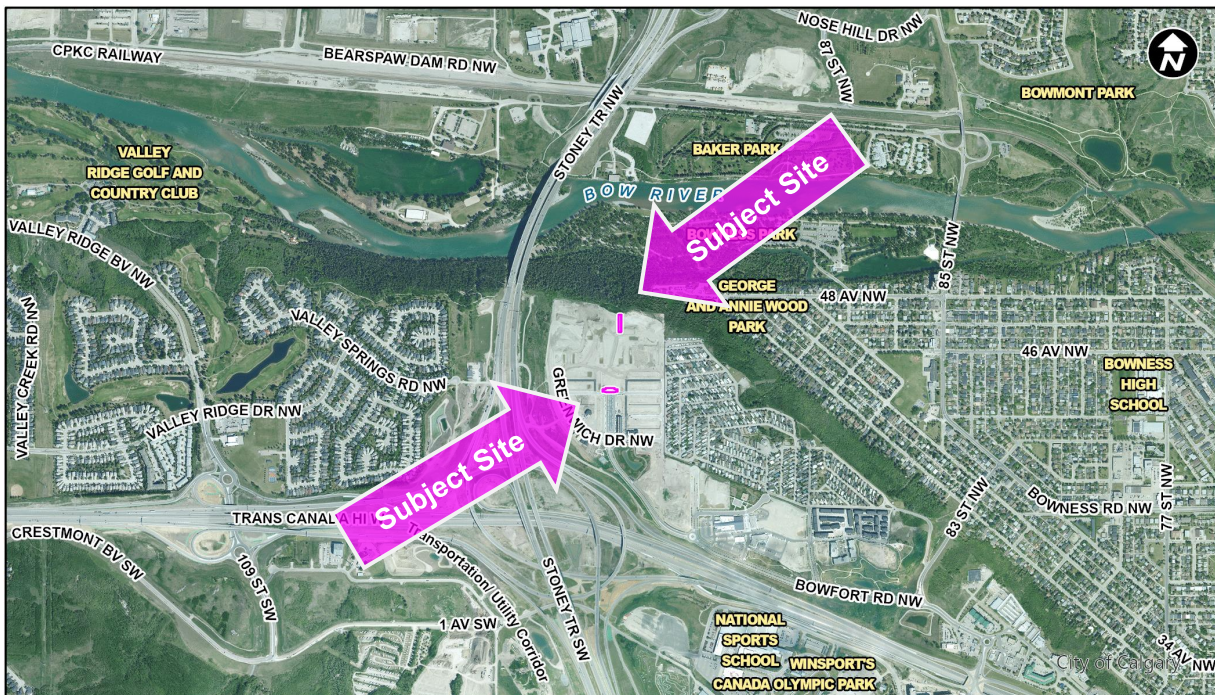 NOSE HILL DR NW
CPKC RAILWAY
BEARSPAW DAM RD NW
87 ST NW
N
BOWMONT PARK
STONEY TR NW
BAKER PARK
VALLEY
RIDGE GOLF AND
COUNTRY CLUB
BOW RIVER
Subject Site
BOWNESS PARK
VALLEY RIDGE BV NW
85 ST NW
GEORGE
AND ANNIE WOOD
PARK
48 AV NW
VALLEY CREEK RD NW
VALLEY SPRINGS RD NW
46 AV NW
BOWNESS
HIGH
SCHOOL
VALLEY RIDGE DR NW
GREENWICH DR NW
Subject Site
TRANS CANADA HI W
83 ST NW
BOWNESS RD NW
77 ST NW
CRESTMONT BV SW
109 ST SW
Transportation/ Utility Corridor
STONEY TR SW
BOWFORT RD NW
1 AV SW
NATIONAL
SPORTS
SCHOOL
WINSPORT'S
CANADA OLYMPIC PARK
34 AV NW
City of Calgary